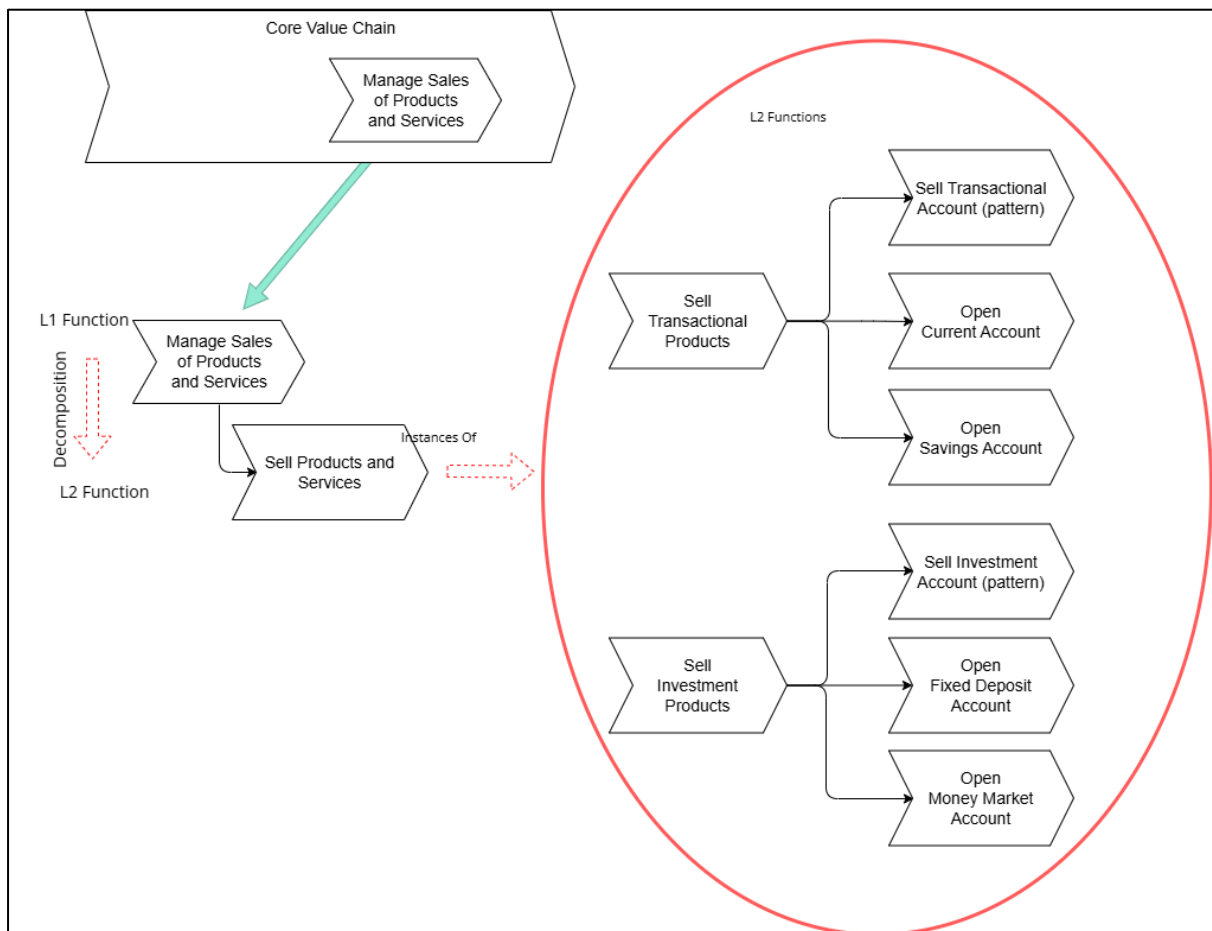 Core Value Chain
Manage Sales
of Products
and Services
L1 Function
Manage Sales
of Products
and Services
Decomposition
L2 Function
Sell Products and
Services
Instances Of
L2 Functions
Sell
Transactional
Products
Sell Transactional
Account (pattern)
Open
Current Account
Open
Savings Account
Sell
Investment
Products
Sell Investment
Account (pattern)
Open
Fixed Deposit
Account
Open
Money Market
Account